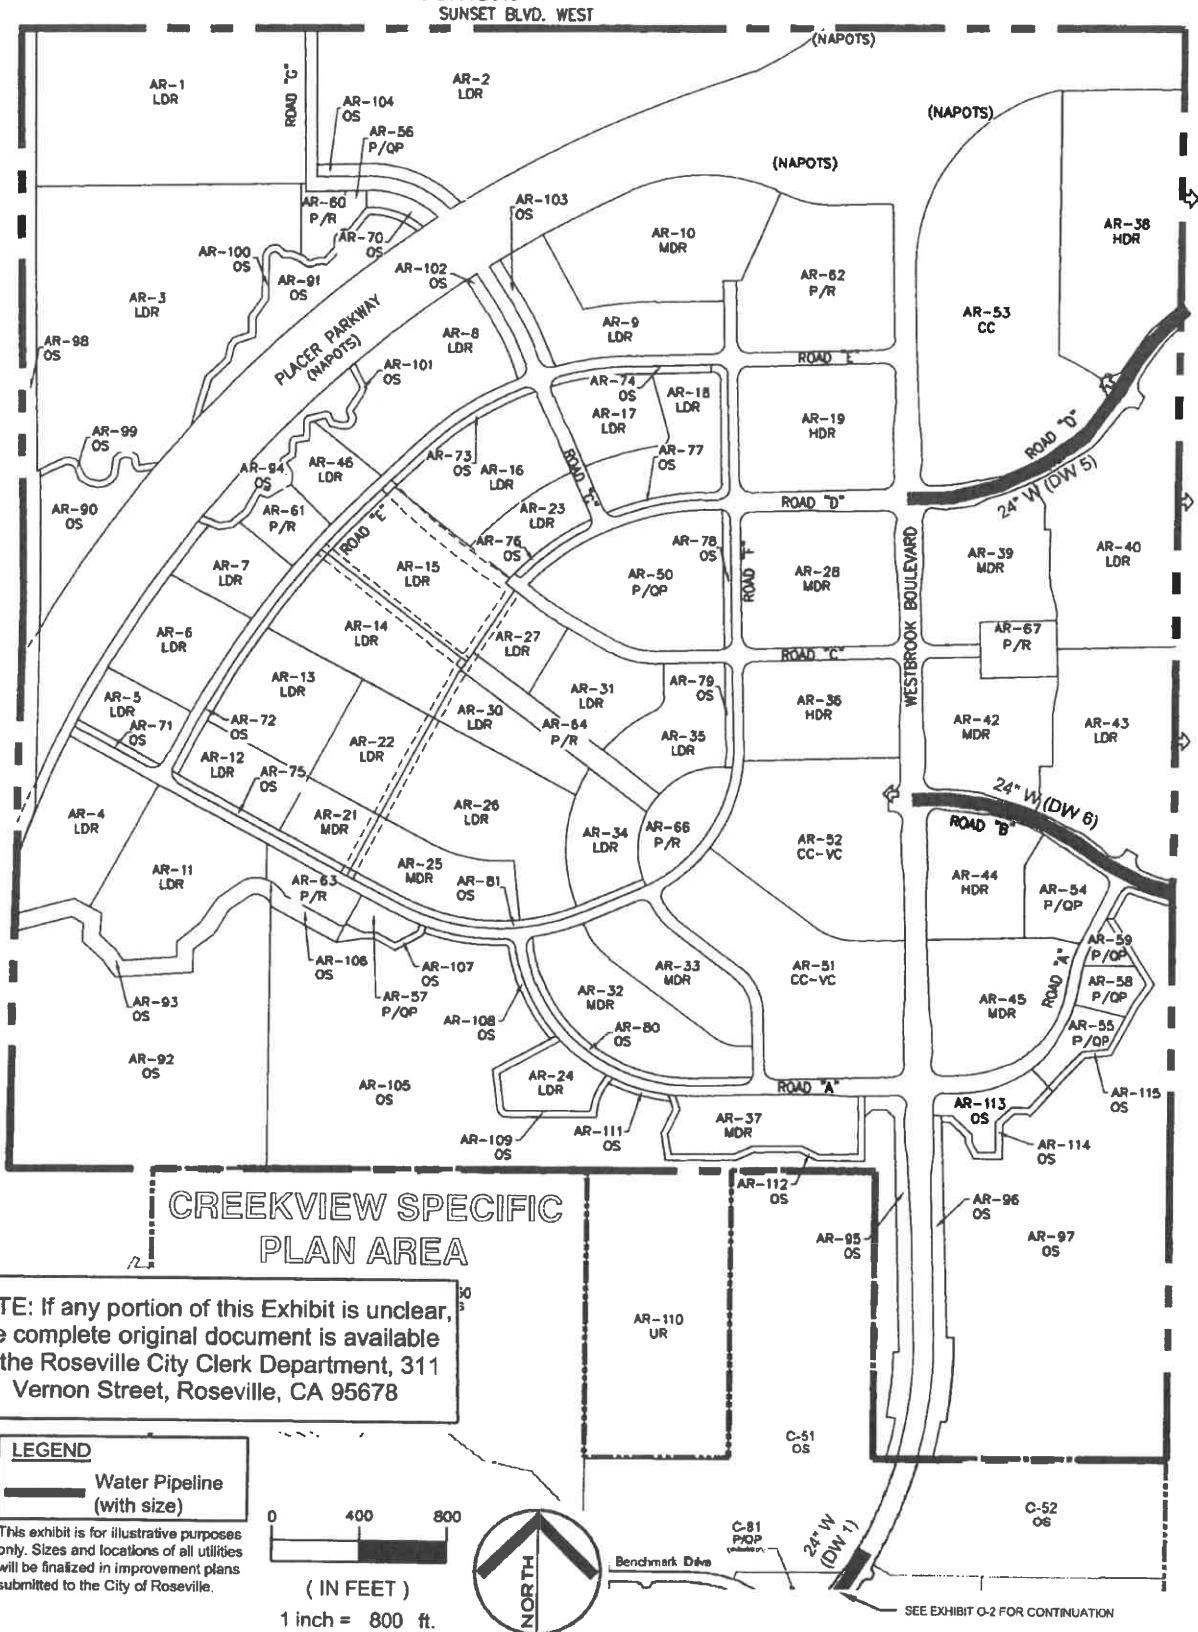 SUNSET BLVD. WEST
(NAPOTS)
AR-1
LDR
ROAD "G"
AR-2
LDR
AR-104
OS
AR-56
P/QP
(NAPOTS)
(NAPOTS)
AR-60
P/R
AR-103
OS
AR-70
OS
AR-10
MDR
AR-38
HDR
AR-100
OS
AR-102
OS
AR-91
OS
AR-62
P/R
AR-3
LDR
AR-53
CC
AR-98
OS
PLACER PARKWAY
(NAPOTS)
AR-8
LDR
AR-9
LDR
ROAD "E"
AR-101
OS
AR-74
OS
AR-18
LDR
AR-17
LDR
AR-19
HDR
AR-99
OS
AR-73
OS
AR-77
OS
ROAD "D"
AR-94
OS
AR-46
LDR
AR-16
LDR
ROAD "C"
24" W (DW 5)
AR-90
OS
AR-61
P/R
ROAD "E"
AR-23
LDR
ROAD "D"
AR-76
OS
AR-78
OS
AR-7
LDR
AR-15
LDR
AR-50
P/QP
ROAD "F"
AR-28
MDR
WESTBROOK BOULEVARD
AR-39
MDR
AR-40
LDR
AR-6
LDR
AR-14
LDR
AR-27
LDR
AR-67
P/R
ROAD "C"
AR-13
LDR
AR-31
LDR
AR-79
OS
AR-5
LDR
AR-71
OS
AR-72
OS
AR-30
LDR
AR-64
P/R
AR-36
HDR
AR-42
MDR
AR-43
LDR
AR-12
LDR
AR-22
LDR
AR-35
LDR
AR-75
OS
24" W (DW 6)
AR-4
LDR
AR-21
MDR
AR-26
LDR
AR-34
LDR
AR-66
P/R
AR-52
CC-VC
ROAD "B"
AR-11
LDR
AR-63
P/R
AR-25
MDR
AR-81
OS
AR-44
HDR
AR-54
P/QP
AR-59
P/QP
AR-106
OS
AR-107
OS
AR-33
MDR
AR-51
CC-VC
ROAD "A"
AR-58
P/QP
AR-93
OS
AR-57
P/QP
AR-32
MDR
AR-45
MDR
AR-108
OS
AR-80
OS
AR-55
P/QP
AR-92
OS
AR-105
OS
AR-24
LDR
ROAD "A"
AR-115
OS
AR-113
OS
AR-37
MDR
AR-109
OS
AR-111
OS
AR-114
OS
AR-112
OS
CREEKVIEW SPECIFIC
PLAN AREA
AR-96
OS
AR-95
OS
AR-97
OS
TE: If any portion of this Exhibit is unclear,
e complete original document is available
the Roseville City Clerk Department, 311
Vernon Street, Roseville, CA 95678
AR-110
UR
C-51
OS
LEGEND
Water Pipeline
(with size)
This exhibit is for illustrative purposes
only. Sizes and locations of all utilities
will be finalized in improvement plans
submitted to the City of Roseville.
0 400 800
( IN FEET )
1 inch = 800 ft.
NORTH
C-52
OS
C-81
P/QP
24" W
(DW 1)
Benchmark Drive
SEE EXHIBIT O-2 FOR CONTINUATION